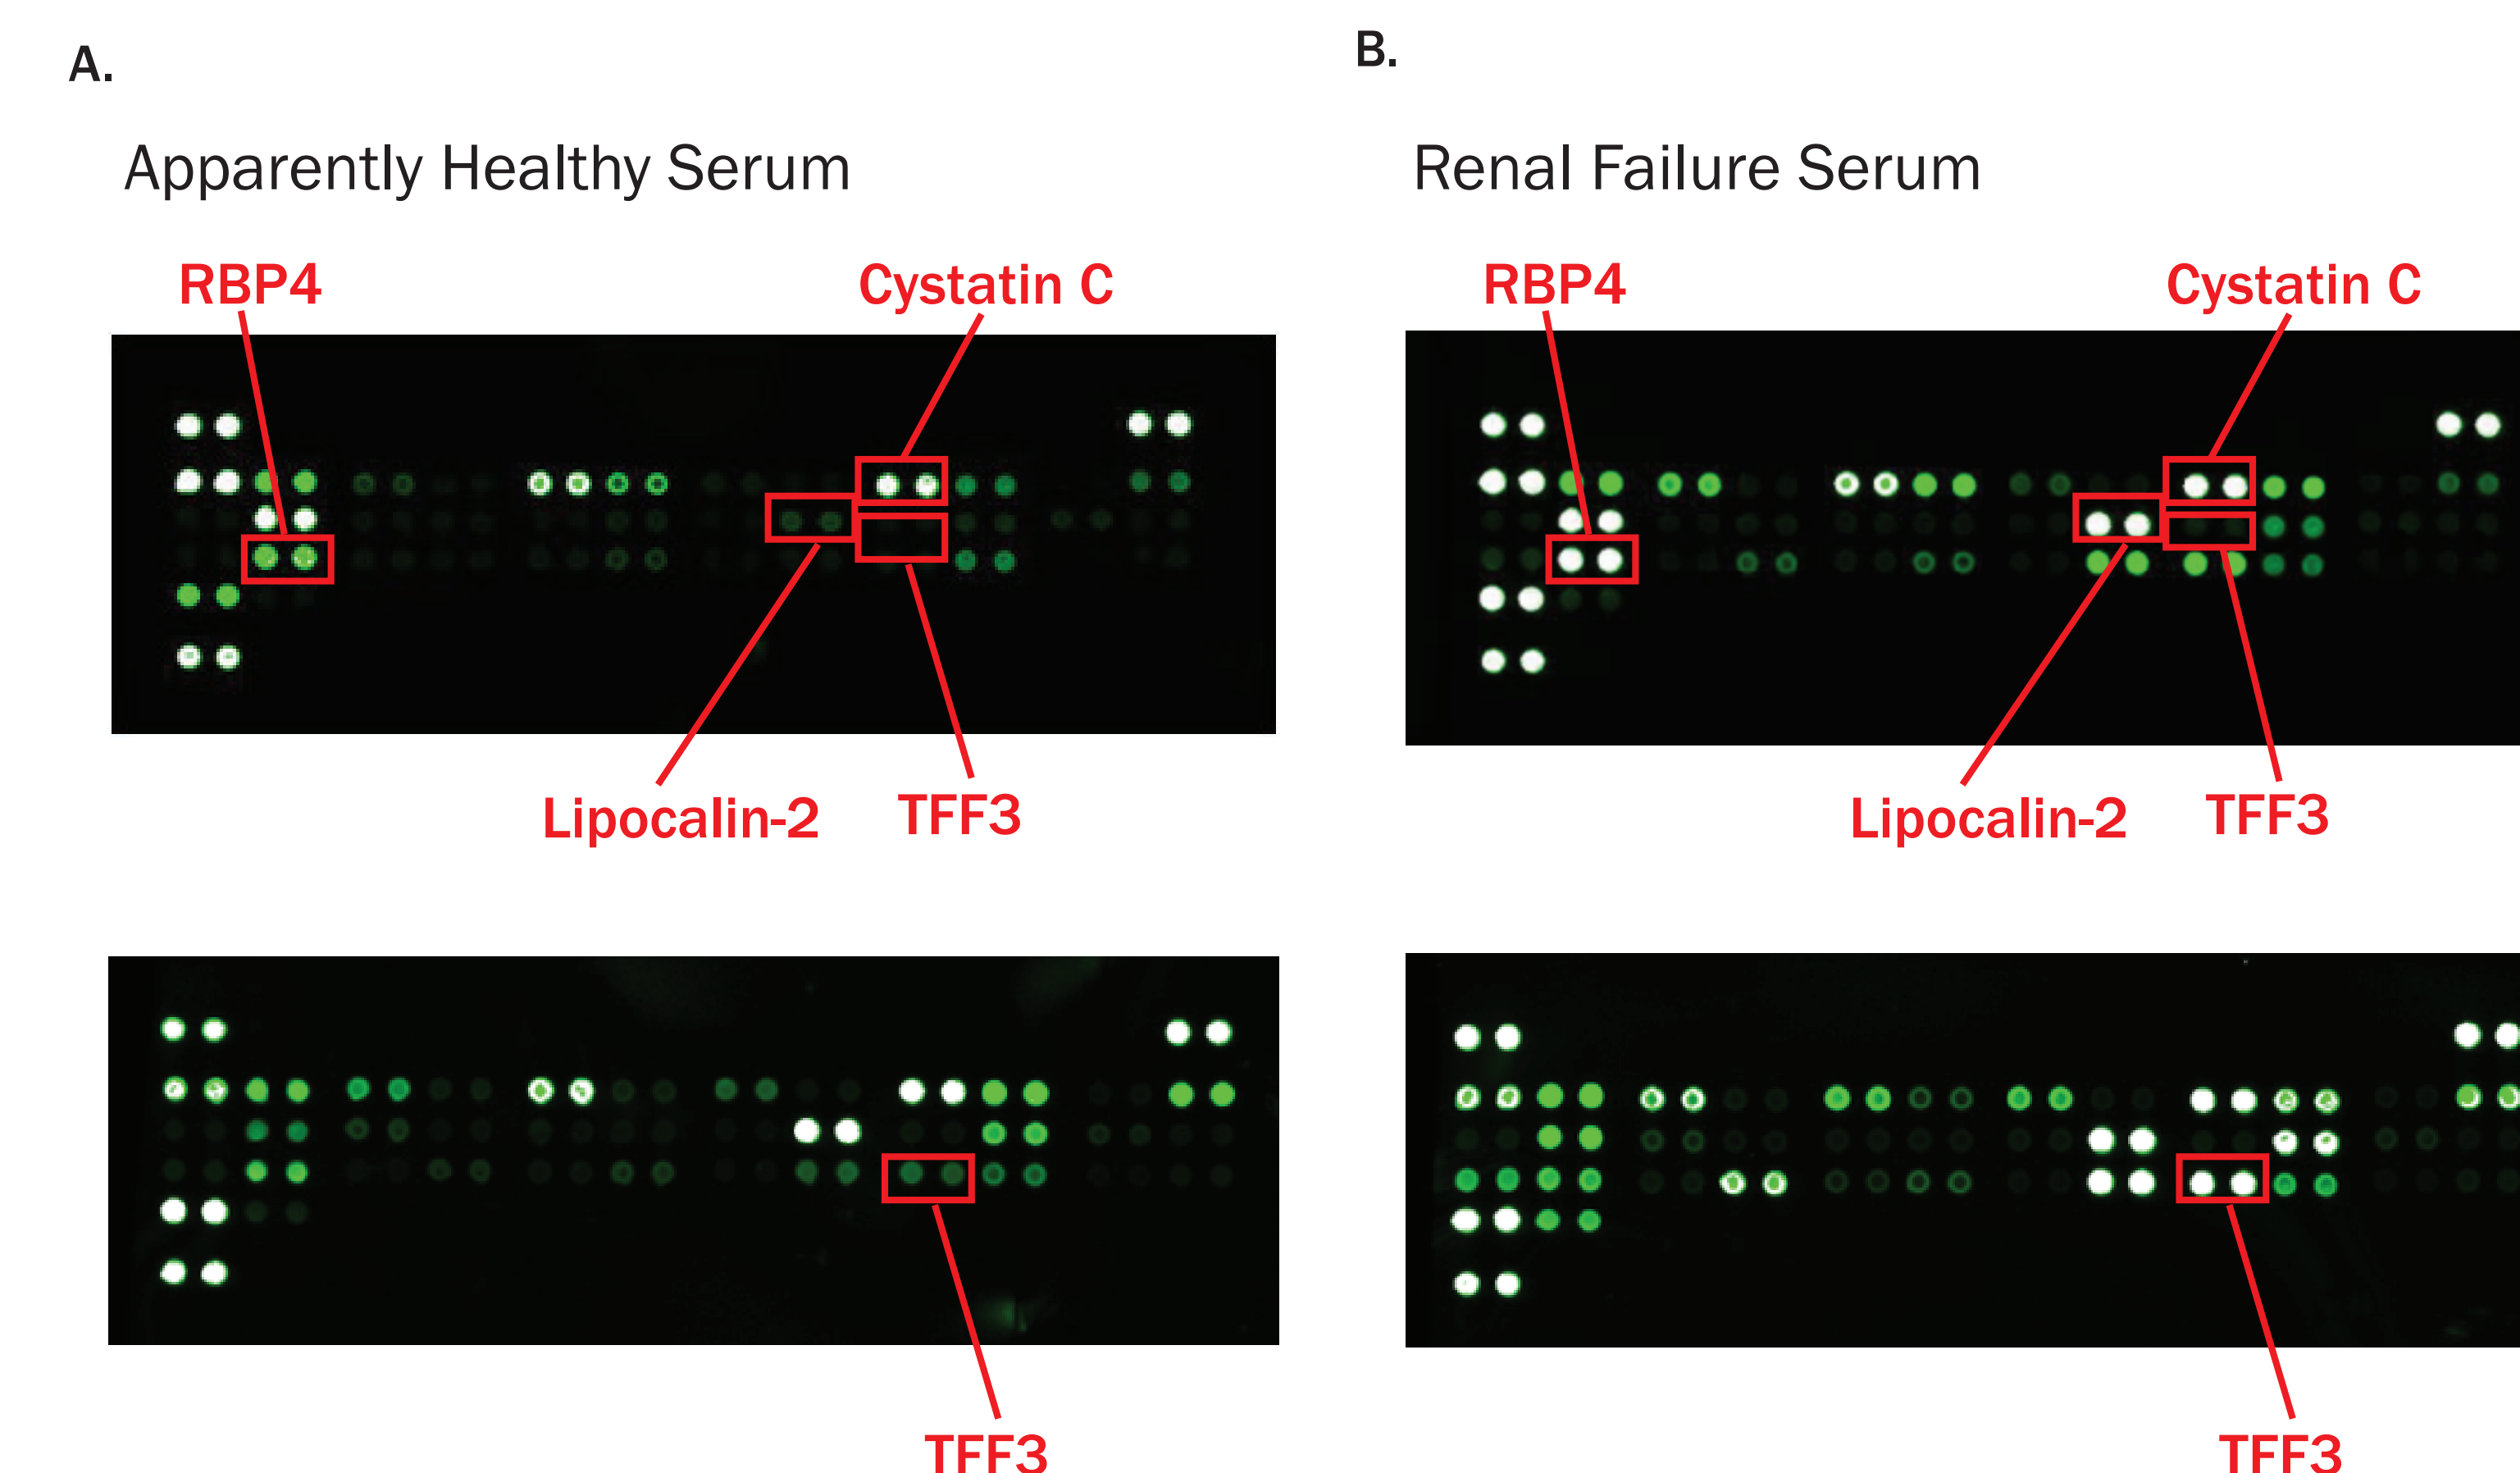 A.
B.
Apparently Healthy Serum
Renal Failure Serum
RBP4
Cystatin C
RBP4
Cystatin C
Lipocalin-2
TFF3
Lipocalin-2
TFF3
TFF3
TFF3